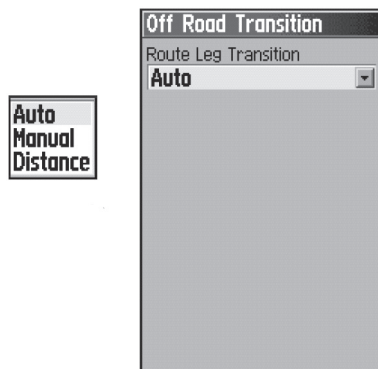 Off Road Transition
Route Leg Transition
Auto
Auto
Manual
Distance